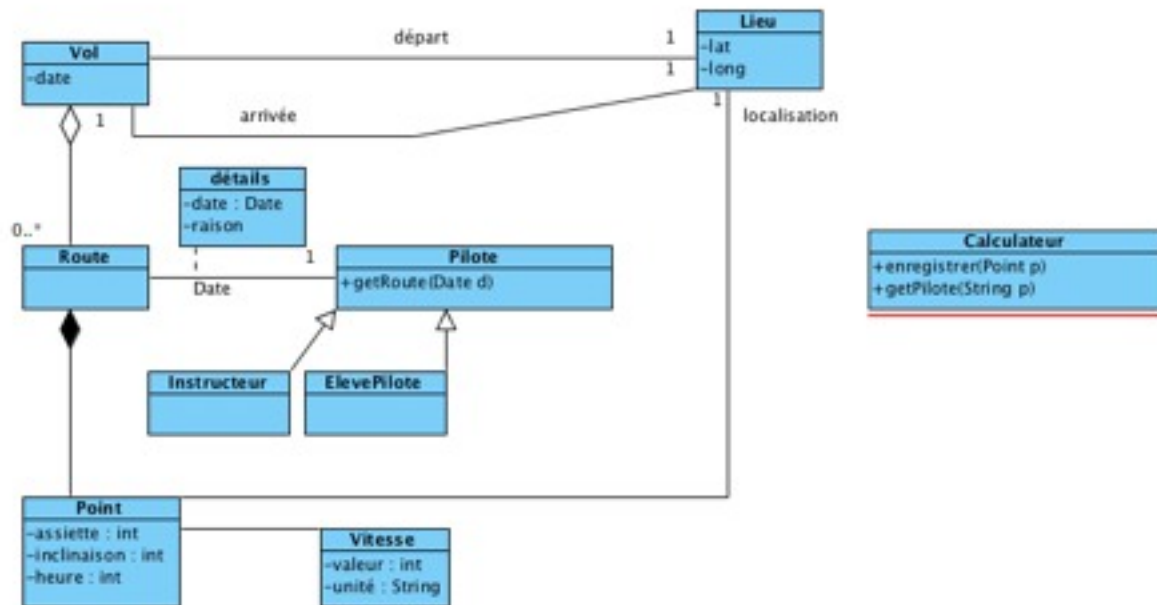 Vol
-date
départ
1
1
Lieu
-lat
-long
1
arrivée
1
localisation
détails
-date : Date
-raison
0..*
Route
1
Date
Pilote
+getRoute(Date d)
Calculateur
+enregistrer(Point p)
+getPilote(String p)
Instructeur
ElevePilote
Point
-assiette : int
-inclinaison : int
-heure : int
Vitesse
-valeur : int
-unité : String